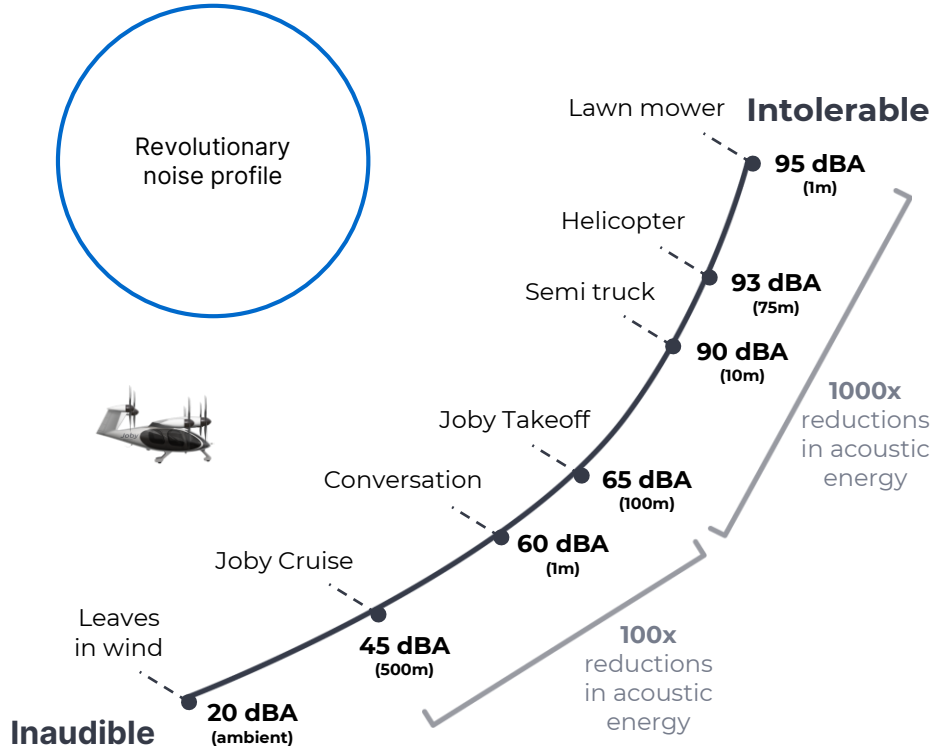 Revolutionary
noise profile
Lawn mower
Intolerable
95 dBA
(1m)
Helicopter
93 dBA
(75m)
Semi truck
90 dBA
(10m)
1000x
reductions
in acoustic
energy
Joby Takeoff
65 dBA
(100m)
Joby
Conversation
60 dBA
(1m)
Joby Cruise
45 dBA
(500m)
100x
reductions
in acoustic
energy
Leaves
in wind
20 dBA
(ambient)
Inaudible